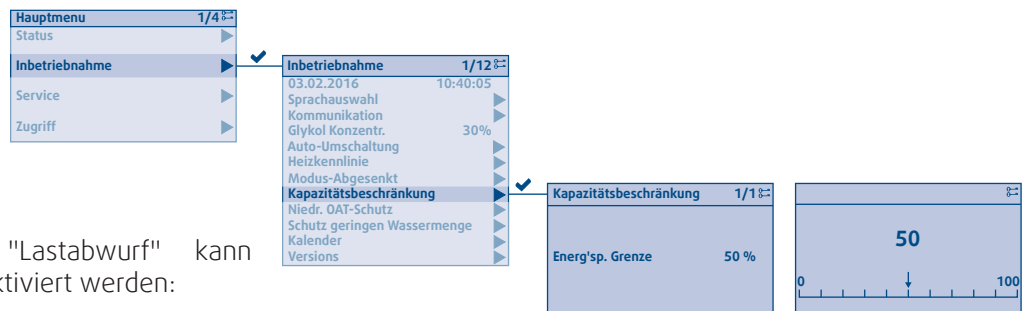 Hauptmenu 1/4
Status
Inbetriebnahme
Service
Zugriff
Inbetriebnahme 1/12
03.02.2016 10:40:05
Sprachauswahl
Kommunikation
Glykol Konzentr. 30%
Auto-Umschaltung
Heizkennlinie
Modus-Abgesenkt
Kapazitätsbeschränkung
Niedr. OAT-Schutz
Schutz geringen Wassermenge
Kalender
Versions
Kapazitätsbeschränkung 1/1
Energ'sp. Grenze 50 %
50
0 100
"Lastabwurf" kann
ktiviert werden: